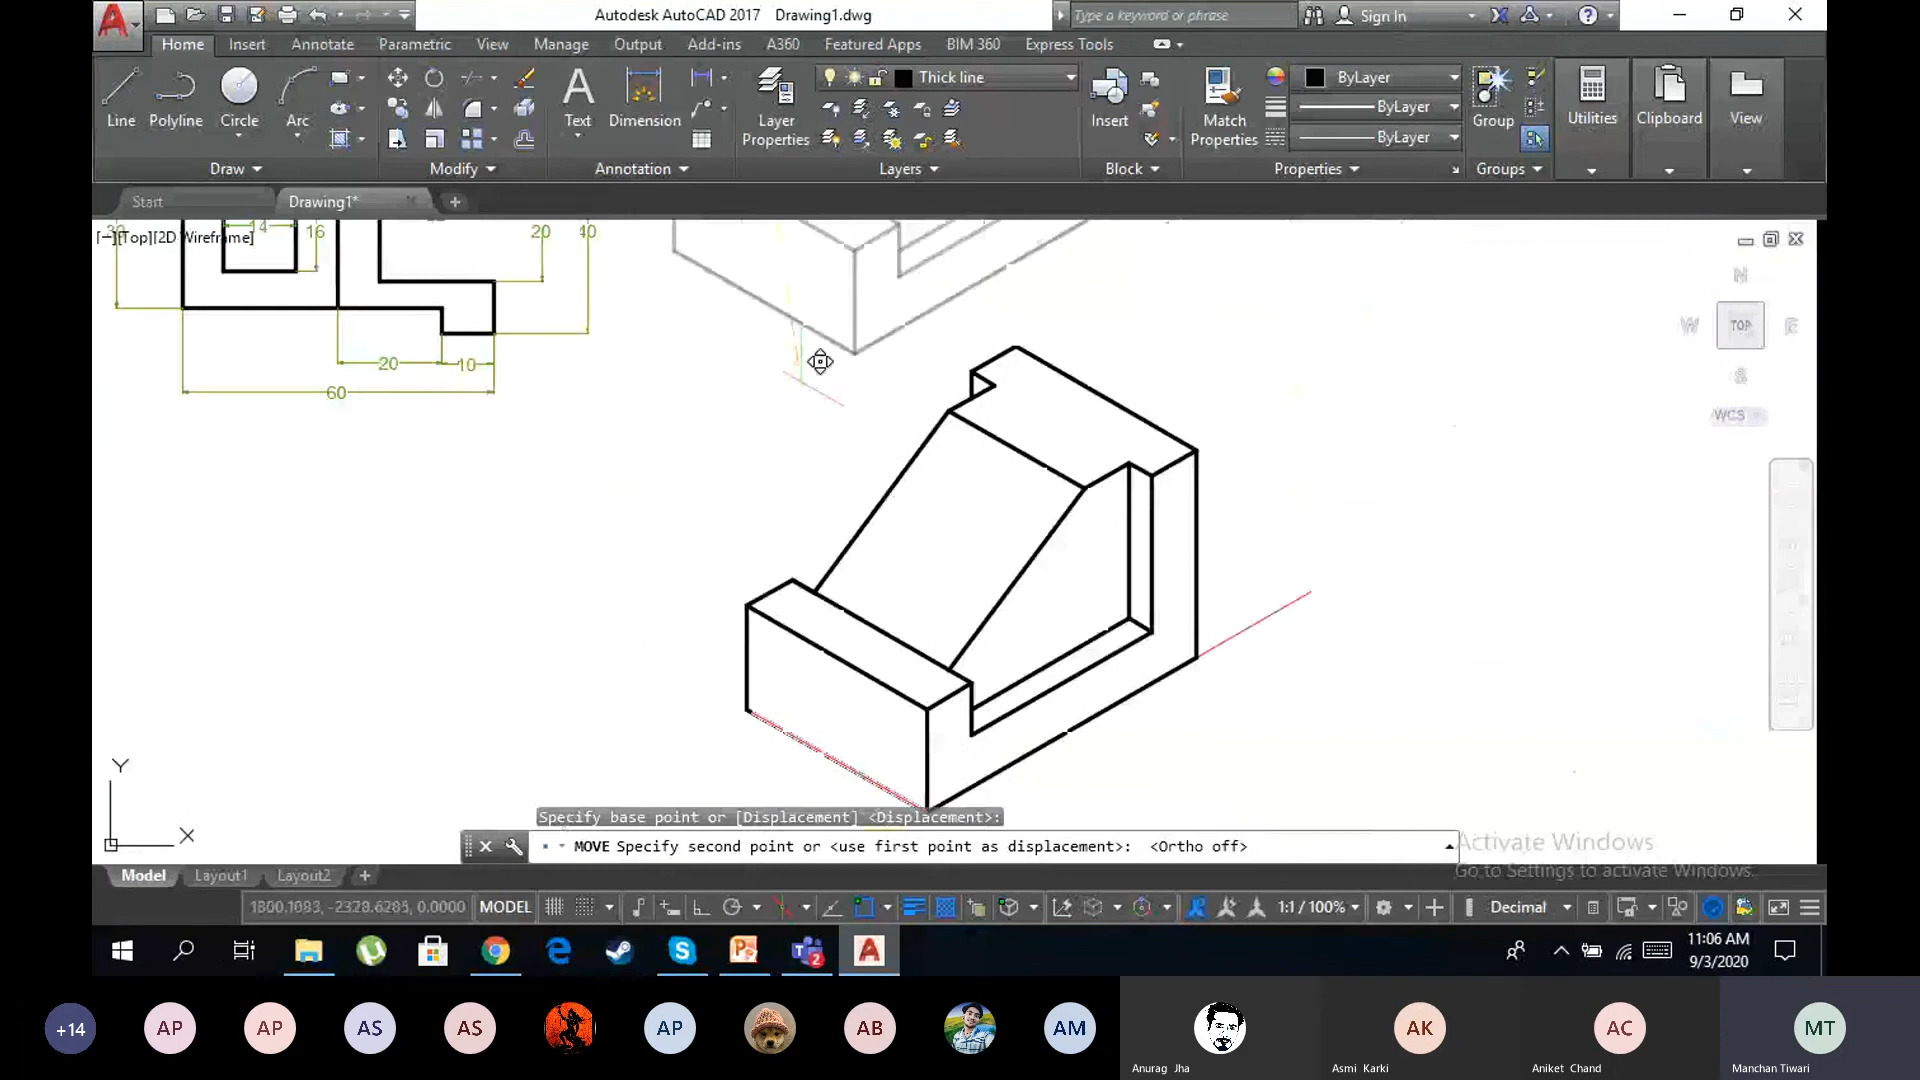 Autodesk AutoCAD 2017 Drawing1.dwg
Type a keyword or phrase
Sign In
Home Insert Annotate Parametric View Manage Output Add-ins A360 Featured Apps BIM 360 Express Tools
Thick line
ByLayer
ByLayer
ByLayer
Line Polyline Circle Arc
Text Dimension
Layer Properties
Insert
Match Properties
Group
Utilities Clipboard View
Draw Modify Annotation Layers Block Properties Groups
Start Drawing1*
[−][Top][2D Wireframe]
14 16 20 40
20 10
60
N
W TOP E
S
WCS
Y
X
Specify base point or [Displacement] <Displacement>:
MOVE Specify second point or <use first point as displacement>: <Ortho off>
Activate Windows
Go to Settings to activate Windows.
Model Layout1 Layout2
1800.1083, -2328.6285, 0.0000 MODEL 1:1 / 100% Decimal
2
11:06 AM
9/3/2020
+14 AP AP AS AS AP AB AM AK AC MT
Anurag Jha Asmi Karki Aniket Chand Manchan Tiwari